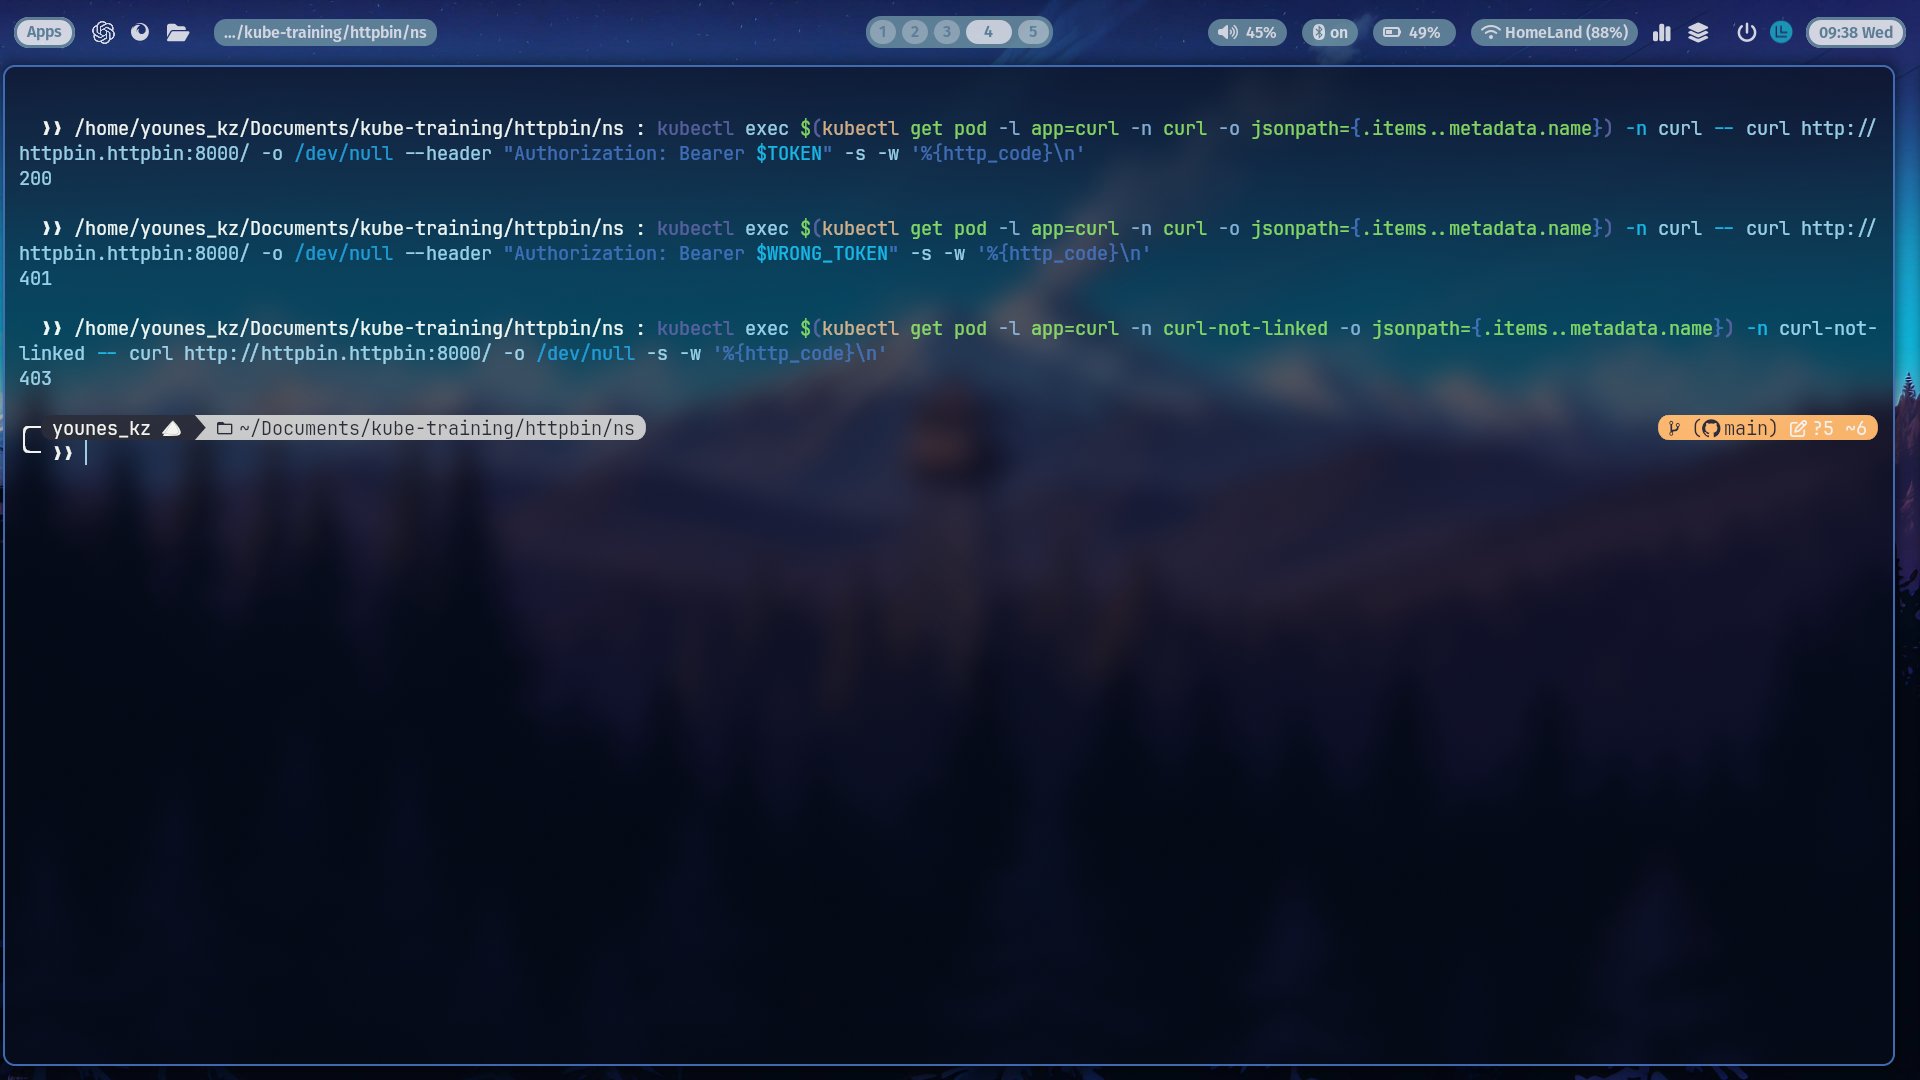 Apps .../kube-training/httpbin/ns 1 2 3 4 5 45% on 49% HomeLand (88%) 09:38 Wed
❱❱ /home/younes_kz/Documents/kube-training/httpbin/ns : kubectl exec $(kubectl get pod -l app=curl -n curl -o jsonpath={.items..metadata.name}) -n curl -- curl http://
httpbin.httpbin:8000/ -o /dev/null --header "Authorization: Bearer $TOKEN" -s -w '%{http_code}\n'
200
❱❱ /home/younes_kz/Documents/kube-training/httpbin/ns : kubectl exec $(kubectl get pod -l app=curl -n curl -o jsonpath={.items..metadata.name}) -n curl -- curl http://
httpbin.httpbin:8000/ -o /dev/null --header "Authorization: Bearer $WRONG_TOKEN" -s -w '%{http_code}\n'
401
❱❱ /home/younes_kz/Documents/kube-training/httpbin/ns : kubectl exec $(kubectl get pod -l app=curl -n curl-not-linked -o jsonpath={.items..metadata.name}) -n curl-not-
linked -- curl http://httpbin.httpbin:8000/ -o /dev/null -s -w '%{http_code}\n'
403
younes_kz ~/Documents/kube-training/httpbin/ns (main) ?5 ~6
❱❱